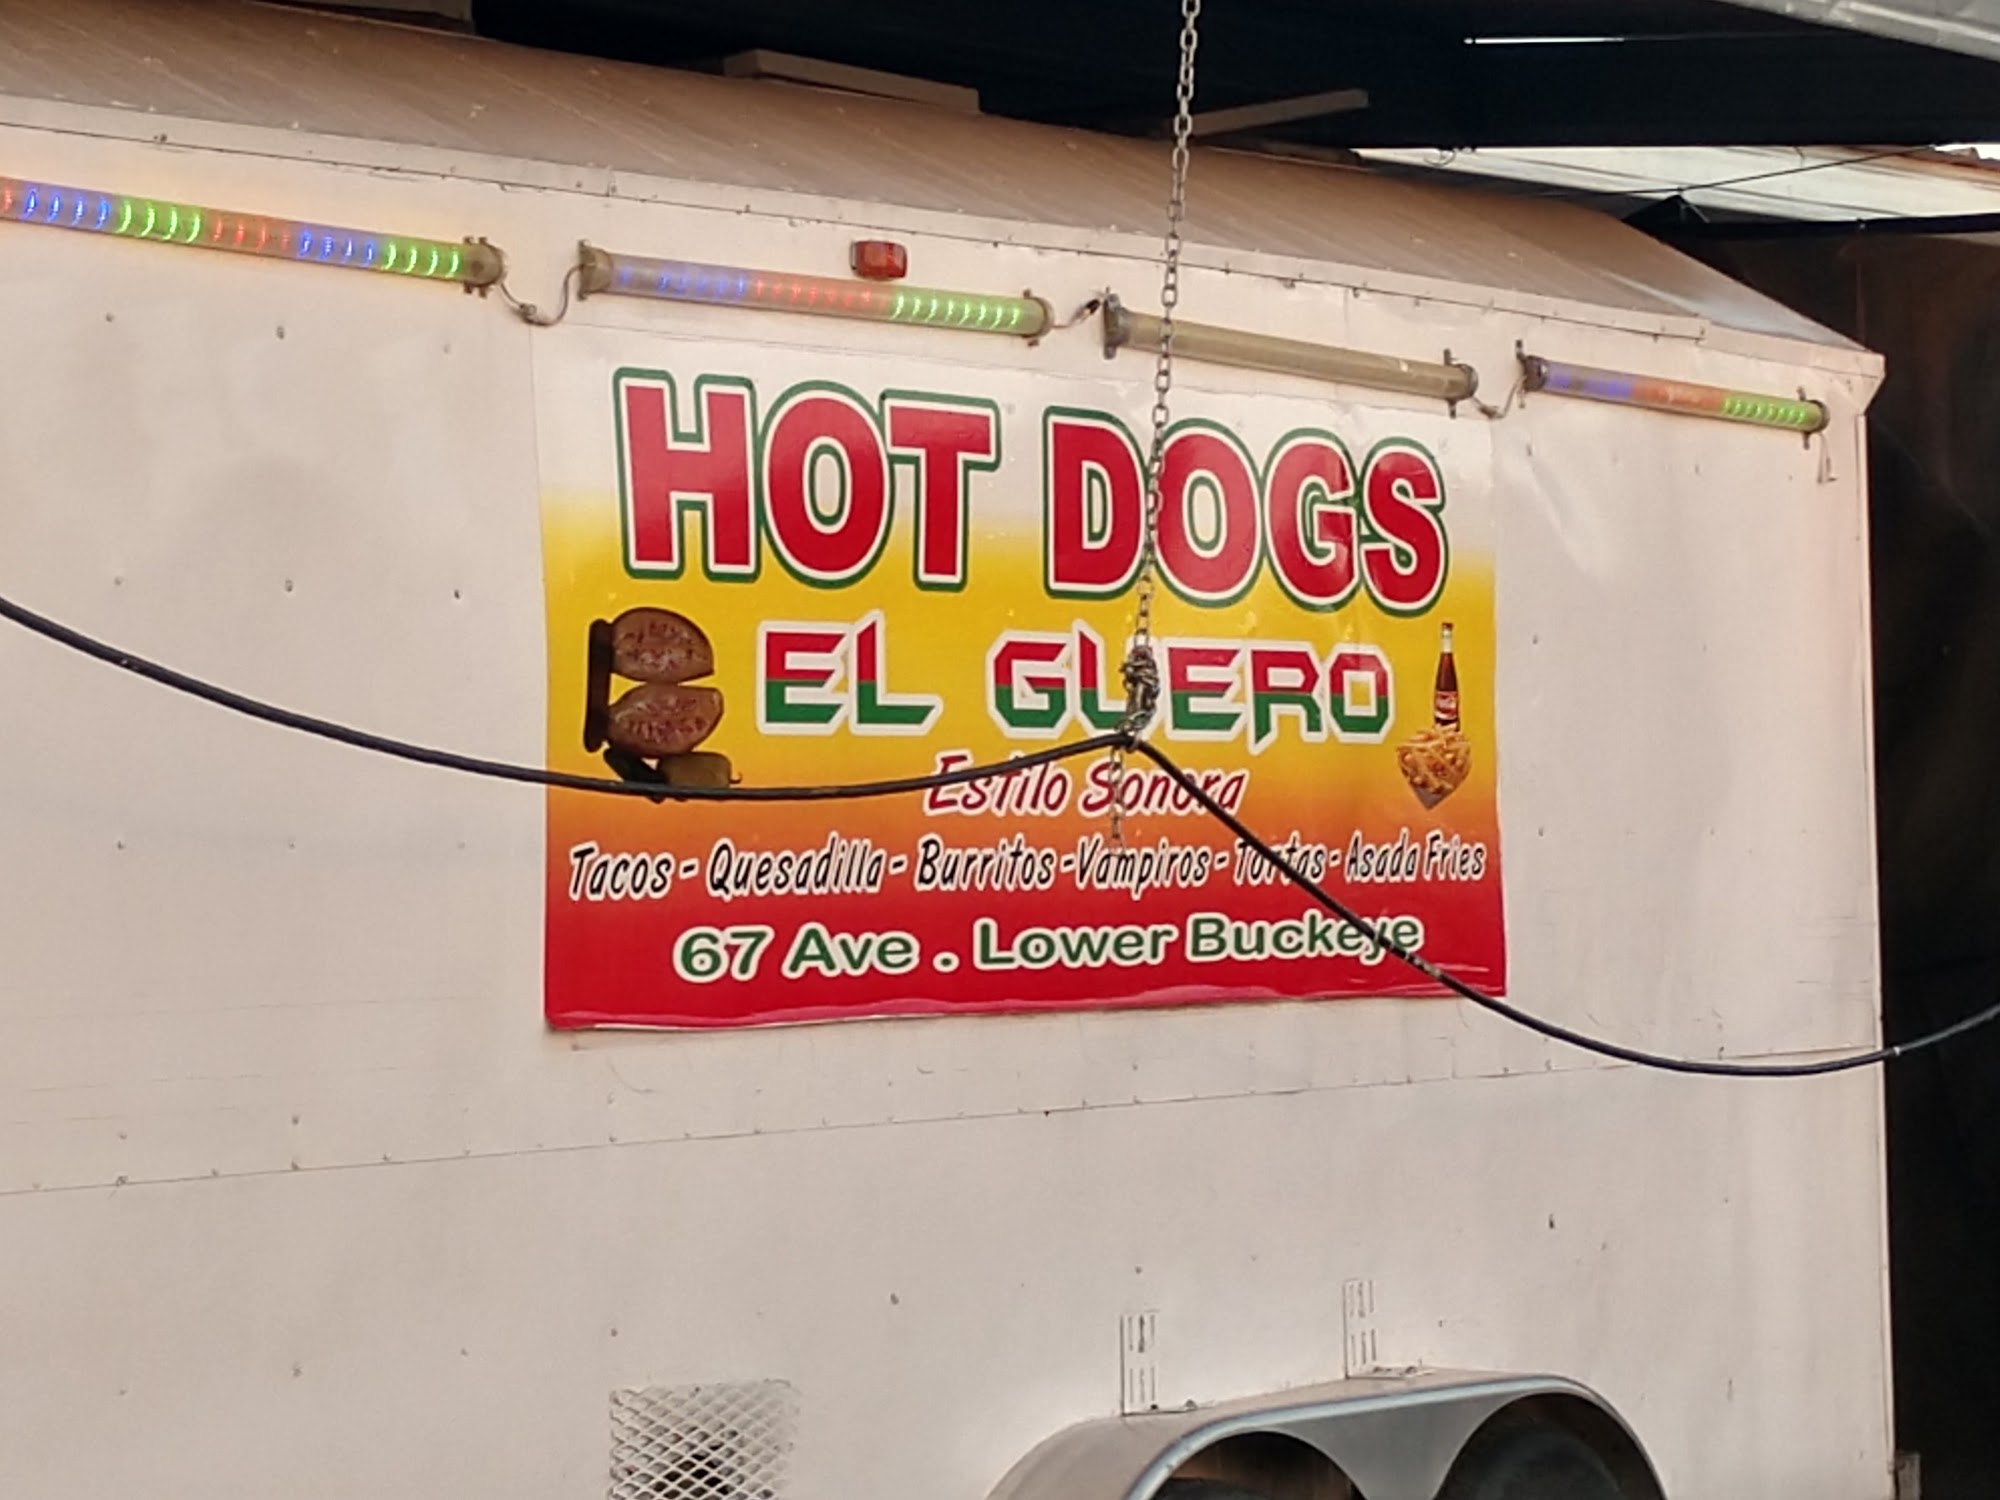 HOT DOGS
EL GUERO
Estilo Sonora
Tacos - Quesadilla - Burritos - Vampiros - Tortas - Asada Fries
67 Ave . Lower Buckeye